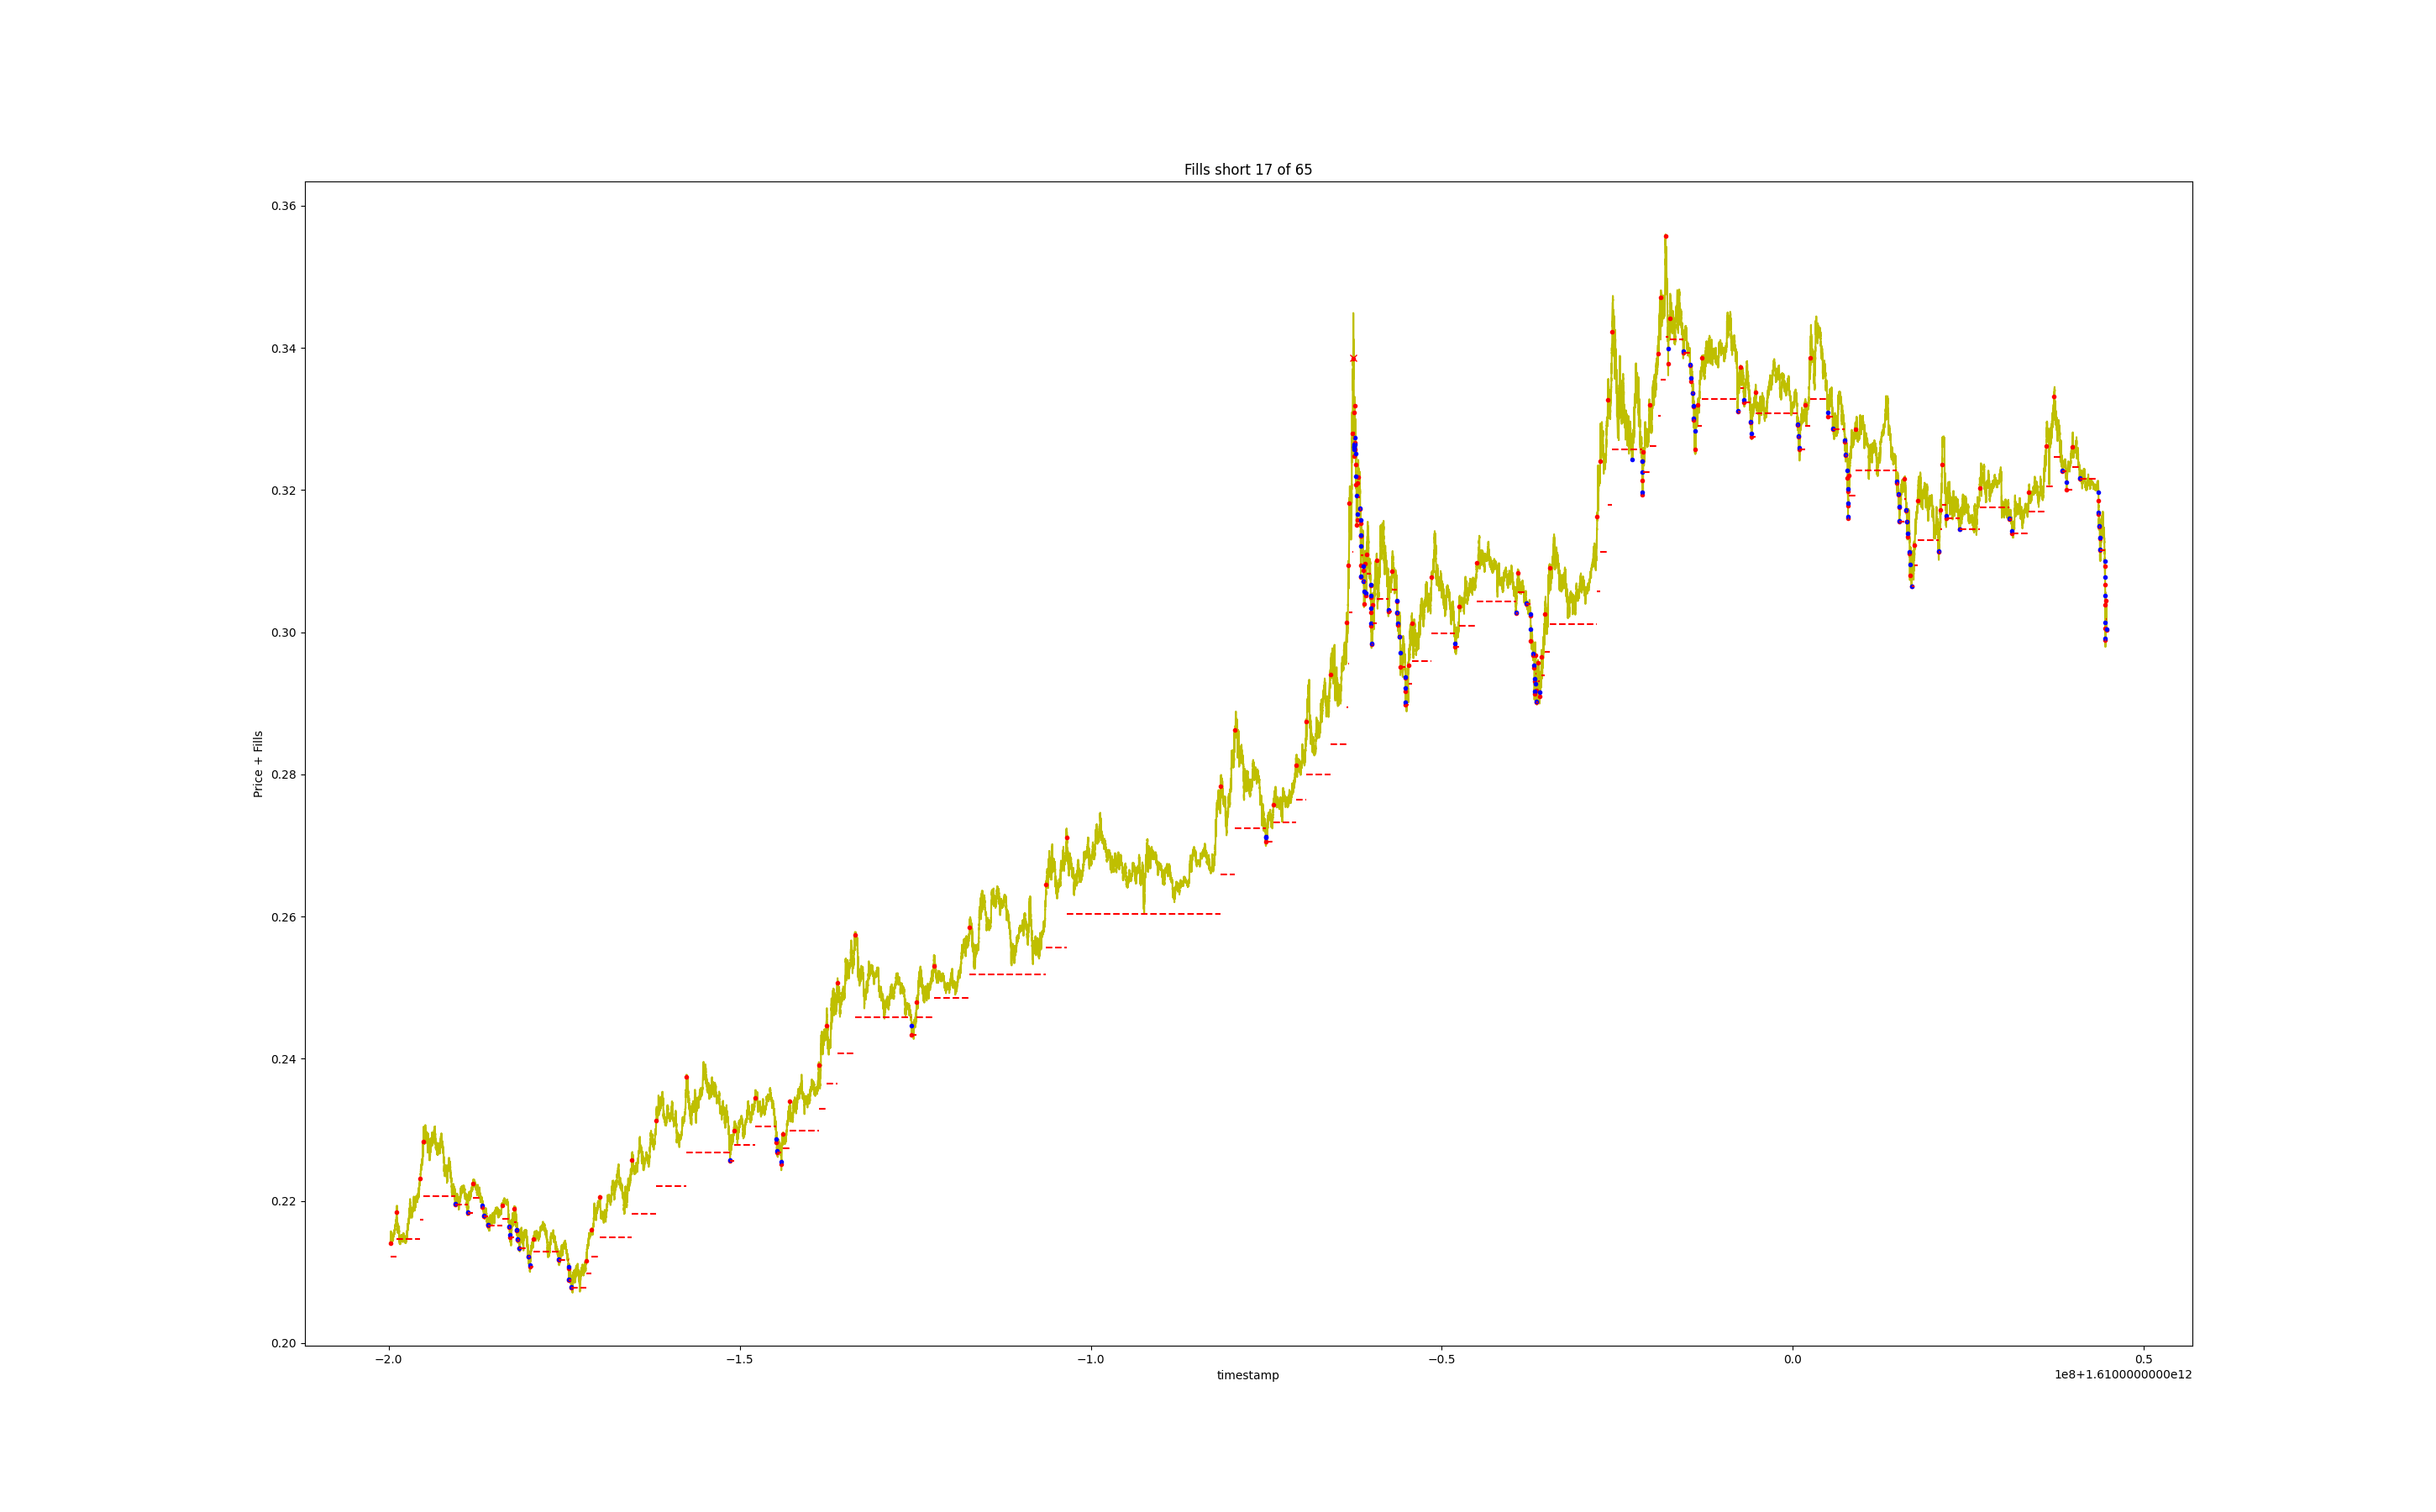 Fills short 17 of 65
0.36
0.34
0.32
0.30
0.28
0.26
0.24
0.22
0.20
Price + Fills
−2.0 −1.5 −1.0 −0.5 0.0 0.5
timestamp
1e8+1.6100000000e12